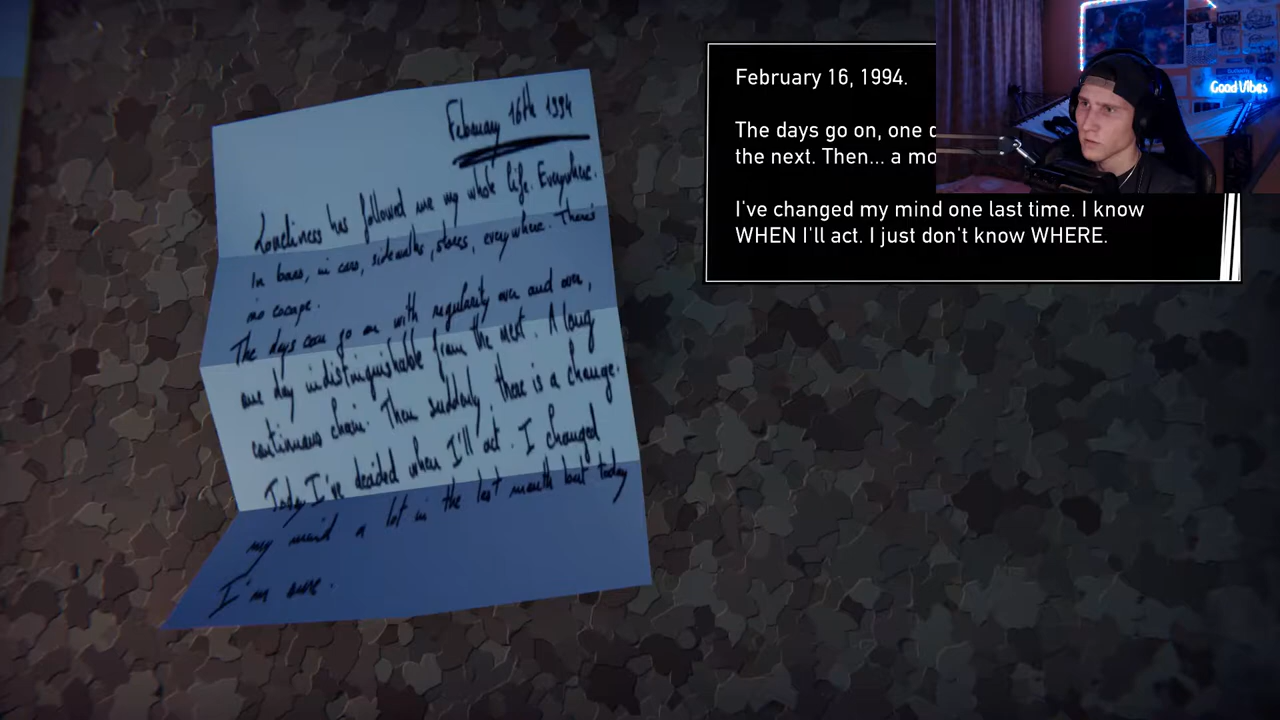 February 16th 1994
Loneliness has followed me my whole life. Everywhere.
In bars, in cars, sidewalks, stores, everywhere. There's
no escape.
The days can go on with regularity over and over,
one day indistinguishable from the next. A long
continuous chain. Then suddenly there is a change.
Today I've decided when I'll act. I changed
my mind a lot in the last month but today
I'm sure.
February 16, 1994.
The days go on, one
the next. Then... a
I've changed my mind one last time. I know
WHEN I'll act. I just don't know WHERE.
Good Vibes